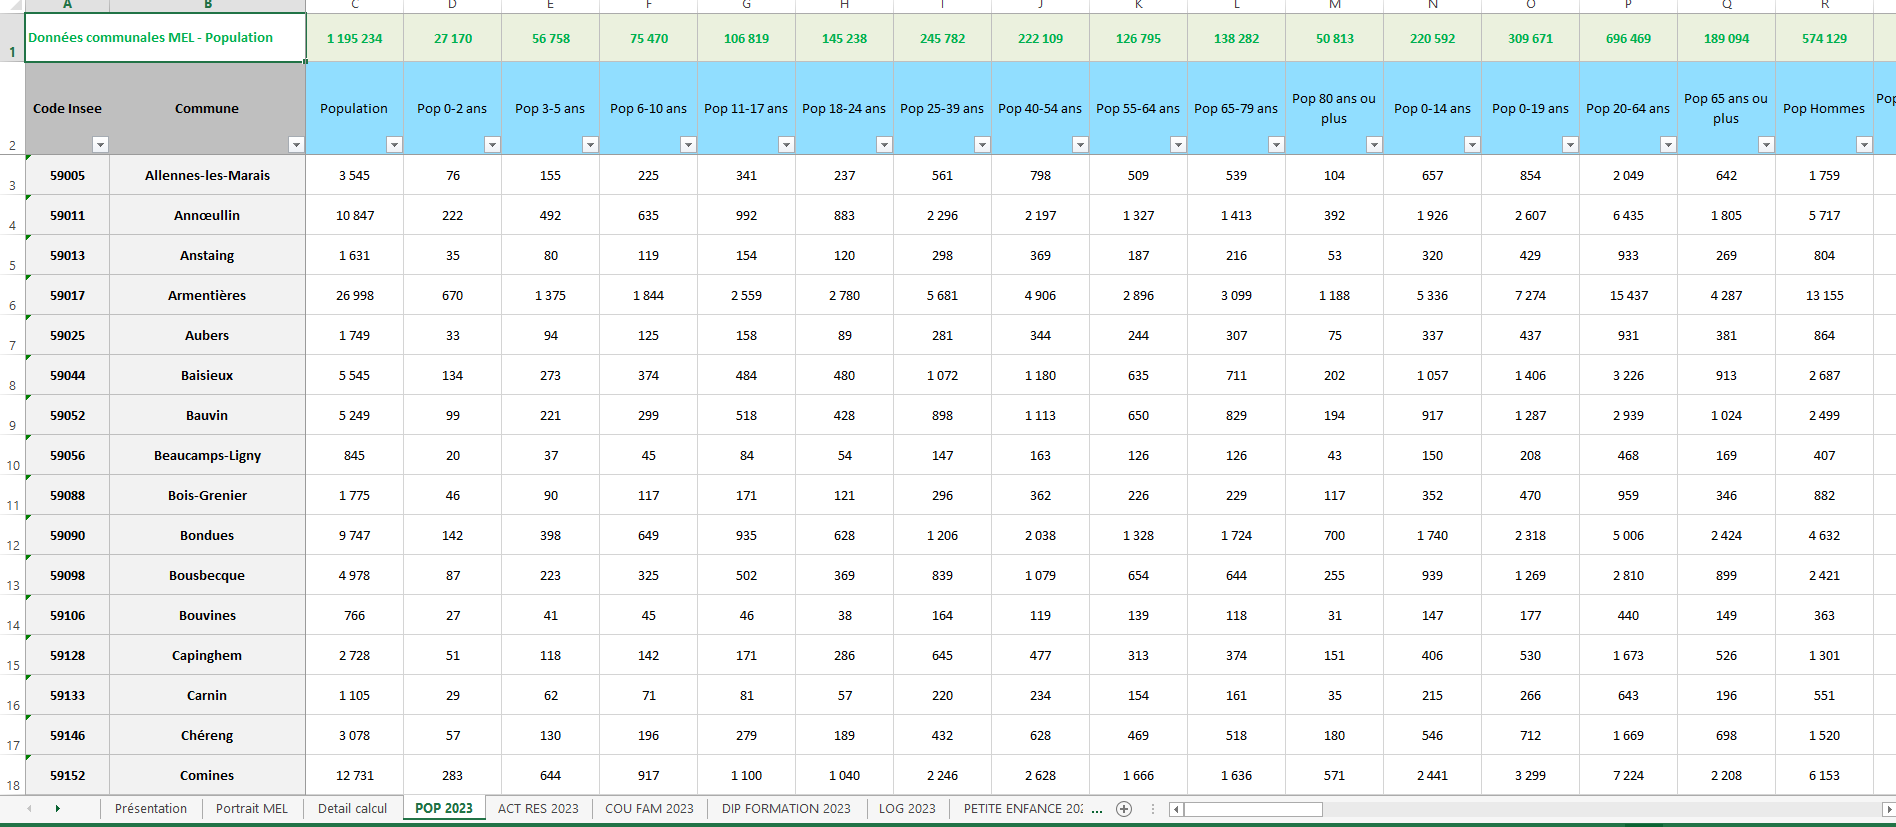 A B C D E F G H I J K L M N O P Q R
1 Données communales MEL - Population 1 195 234 27 170 56 758 75 470 106 819 145 238 245 782 222 109 126 795 138 282 50 813 220 592 309 671 696 469 189 094 574 129
2 Code Insee Commune Population Pop 0-2 ans Pop 3-5 ans Pop 6-10 ans Pop 11-17 ans Pop 18-24 ans Pop 25-39 ans Pop 40-54 ans Pop 55-64 ans Pop 65-79 ans Pop 80 ans ou plus Pop 0-14 ans Pop 0-19 ans Pop 20-64 ans Pop 65 ans ou plus Pop Hommes Pop
3 59005 Allennes-les-Marais 3 545 76 155 225 341 237 561 798 509 539 104 657 854 2 049 642 1 759
4 59011 Annœullin 10 847 222 492 635 992 883 2 296 2 197 1 327 1 413 392 1 926 2 607 6 435 1 805 5 717
5 59013 Anstaing 1 631 35 80 119 154 120 298 369 187 216 53 320 429 933 269 804
6 59017 Armentières 26 998 670 1 375 1 844 2 559 2 780 5 681 4 906 2 896 3 099 1 188 5 336 7 274 15 437 4 287 13 155
7 59025 Aubers 1 749 33 94 125 158 89 281 344 244 307 75 337 437 931 381 864
8 59044 Baisieux 5 545 134 273 374 484 480 1 072 1 180 635 711 202 1 057 1 406 3 226 913 2 687
9 59052 Bauvin 5 249 99 221 299 518 428 898 1 113 650 829 194 917 1 287 2 939 1 024 2 499
10 59056 Beaucamps-Ligny 845 20 37 45 84 54 147 163 126 126 43 150 208 468 169 407
11 59088 Bois-Grenier 1 775 46 90 117 171 121 296 362 226 229 117 352 470 959 346 882
12 59090 Bondues 9 747 142 398 649 935 628 1 206 2 038 1 328 1 724 700 1 740 2 318 5 006 2 424 4 632
13 59098 Bousbecque 4 978 87 223 325 502 369 839 1 079 654 644 255 939 1 269 2 810 899 2 421
14 59106 Bouvines 766 27 41 45 46 38 164 119 139 118 31 147 177 440 149 363
15 59128 Capinghem 2 728 51 118 142 171 286 645 477 313 374 151 406 530 1 673 526 1 301
16 59133 Carnin 1 105 29 62 71 81 57 220 234 154 161 35 215 266 643 196 551
17 59146 Chéreng 3 078 57 130 196 279 189 432 628 469 518 180 546 712 1 669 698 1 520
18 59152 Comines 12 731 283 644 917 1 100 1 040 2 246 2 628 1 666 1 636 571 2 441 3 299 7 224 2 208 6 153
Présentation Portrait MEL Detail calcul POP 2023 ACT RES 2023 COU FAM 2023 DIP FORMATION 2023 LOG 2023 PETITE ENFANCE 202 ...